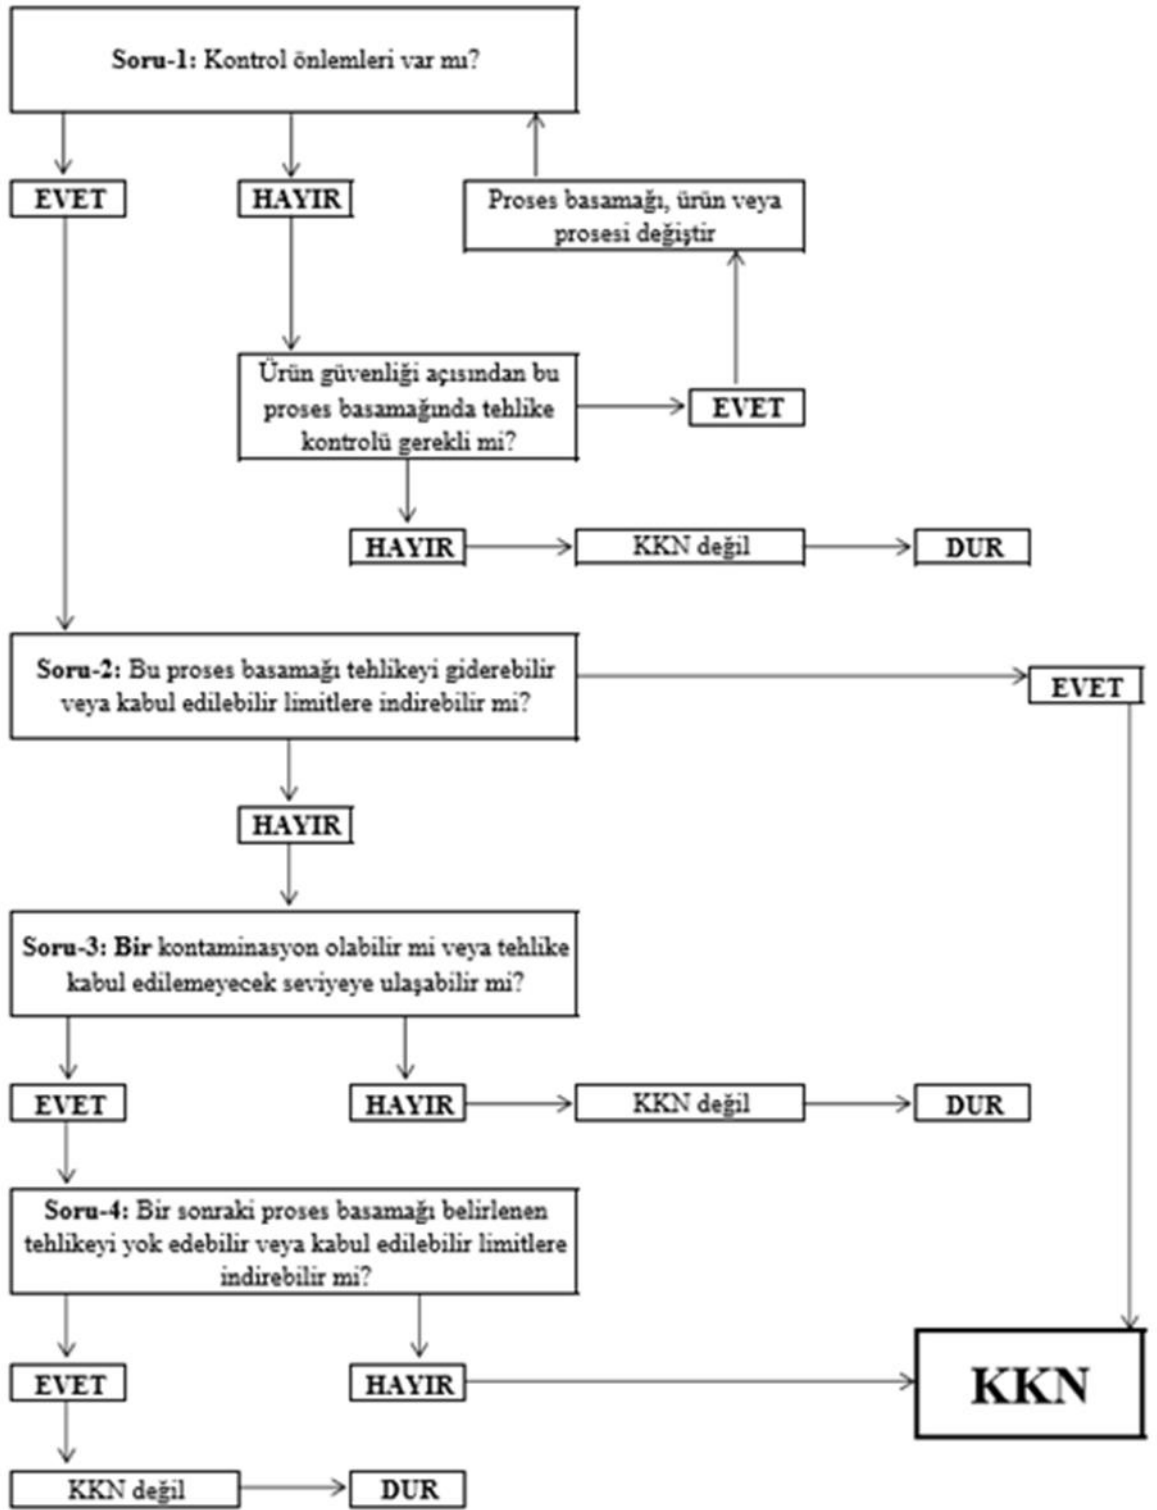 Soru-1: Kontrol önlemleri var mı?
EVET
HAYIR
Proses basamağı, ürün veya
prosesi değiştir
Ürün güvenliği açısından bu
proses basamağında tehlike
kontrolü gerekli mi?
EVET
HAYIR
KKN değil
DUR
Soru-2: Bu proses basamağı tehlikeyi giderebilir
veya kabul edilebilir limitlere indirebilir mi?
EVET
HAYIR
Soru-3: Bir kontaminasyon olabilir mi veya tehlike
kabul edilemeyecek seviyeye ulaşabilir mi?
EVET
HAYIR
KKN değil
DUR
Soru-4: Bir sonraki proses basamağı belirlenen
tehlikeyi yok edebilir veya kabul edilebilir limitlere
indirebilir mi?
EVET
HAYIR
KKN
KKN değil
DUR